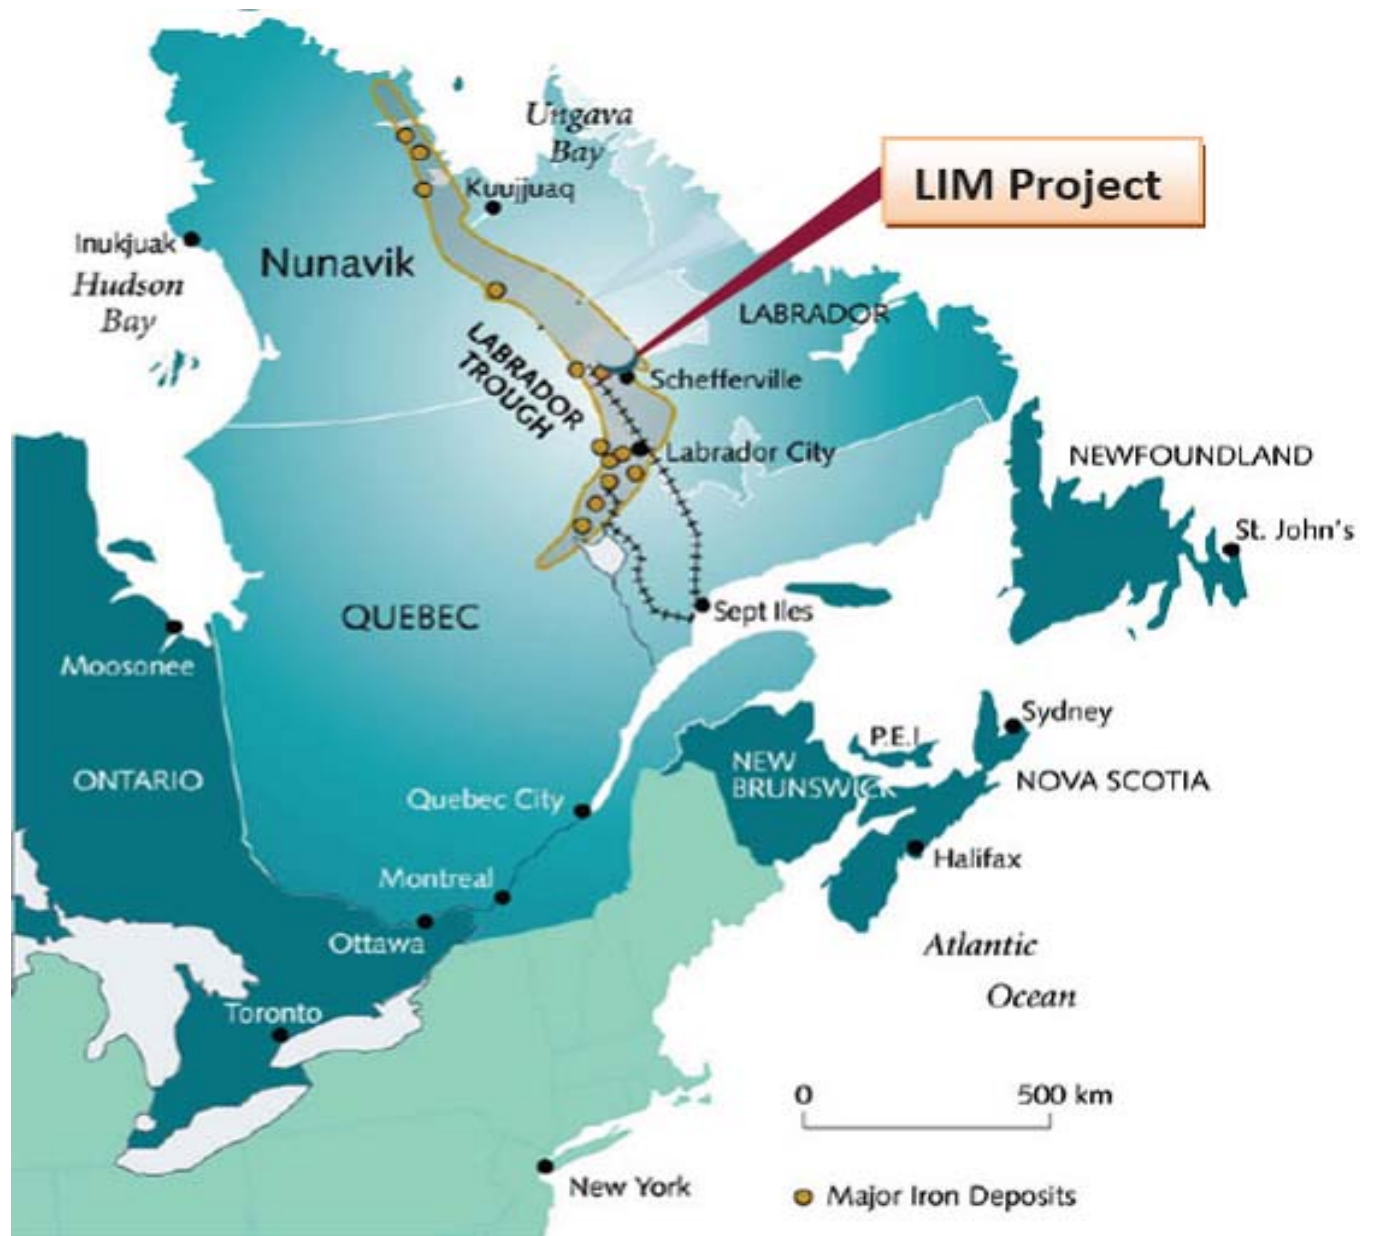 Ungava
Bay
LIM Project
Kuujjuaq
Inukjuak
Hudson
Bay
Nunavik
LABRADOR
LABRADOR
TROUGH
Schefferville
Labrador City
NEWFOUNDLAND
St. John's
QUEBEC
Sept Iles
Moosonee
Sydney
P.E.I
NEW
BRUNSWICK
NOVA SCOTIA
ONTARIO
Quebec City
Halifax
Montreal
Ottawa
Atlantic
Ocean
Toronto
0 500 km
New York
Major Iron Deposits